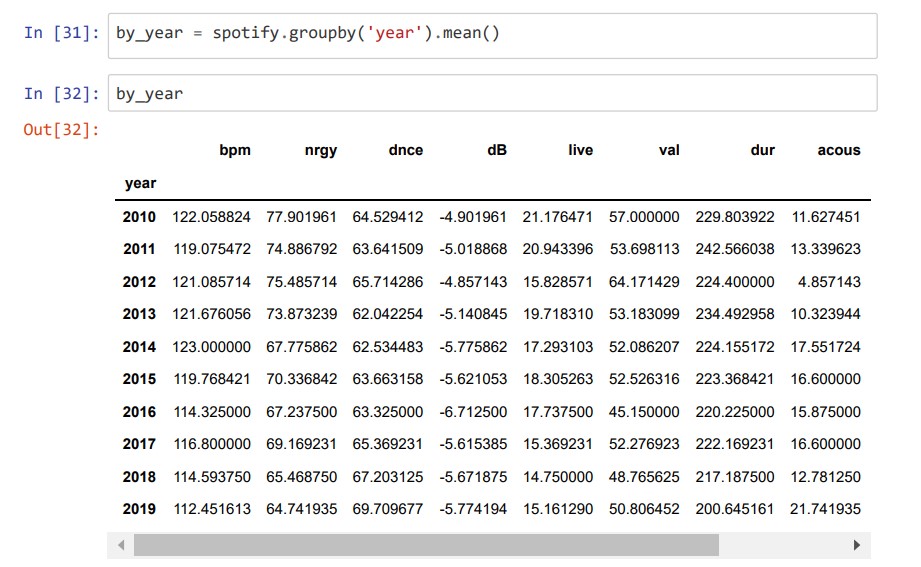 In [31]: by_year = spotify.groupby('year').mean()
In [32]: by_year
Out[32]:
bpm nrgy dnce dB live val dur acous
year
2010 122.058824 77.901961 64.529412 -4.901961 21.176471 57.000000 229.803922 11.627451
2011 119.075472 74.886792 63.641509 -5.018868 20.943396 53.698113 242.566038 13.339623
2012 121.085714 75.485714 65.714286 -4.857143 15.828571 64.171429 224.400000 4.857143
2013 121.676056 73.873239 62.042254 -5.140845 19.718310 53.183099 234.492958 10.323944
2014 123.000000 67.775862 62.534483 -5.775862 17.293103 52.086207 224.155172 17.551724
2015 119.768421 70.336842 63.663158 -5.621053 18.305263 52.526316 223.368421 16.600000
2016 114.325000 67.237500 63.325000 -6.712500 17.737500 45.150000 220.225000 15.875000
2017 116.800000 69.169231 65.369231 -5.615385 15.369231 52.276923 222.169231 16.600000
2018 114.593750 65.468750 67.203125 -5.671875 14.750000 48.765625 217.187500 12.781250
2019 112.451613 64.741935 69.709677 -5.774194 15.161290 50.806452 200.645161 21.741935